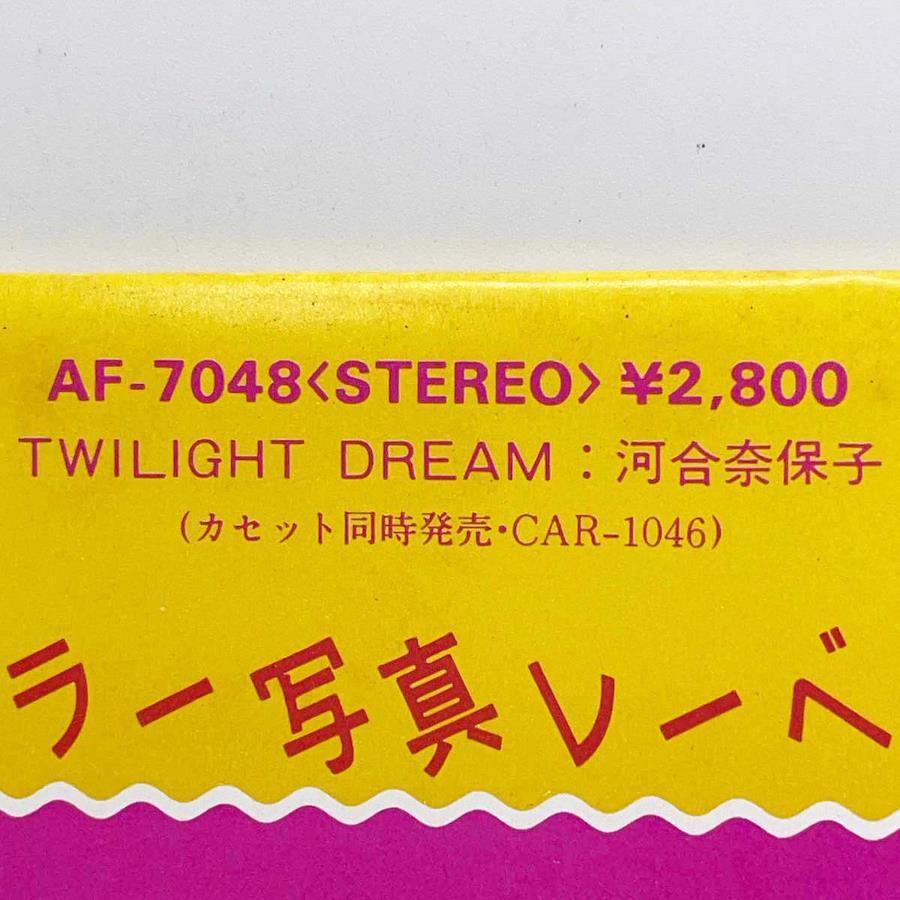 AF-7048〈STEREO〉 ¥2,800
TWILIGHT DREAM：河合奈保子
(カセット同時発売・CAR-1046)
ラー写真レーベ